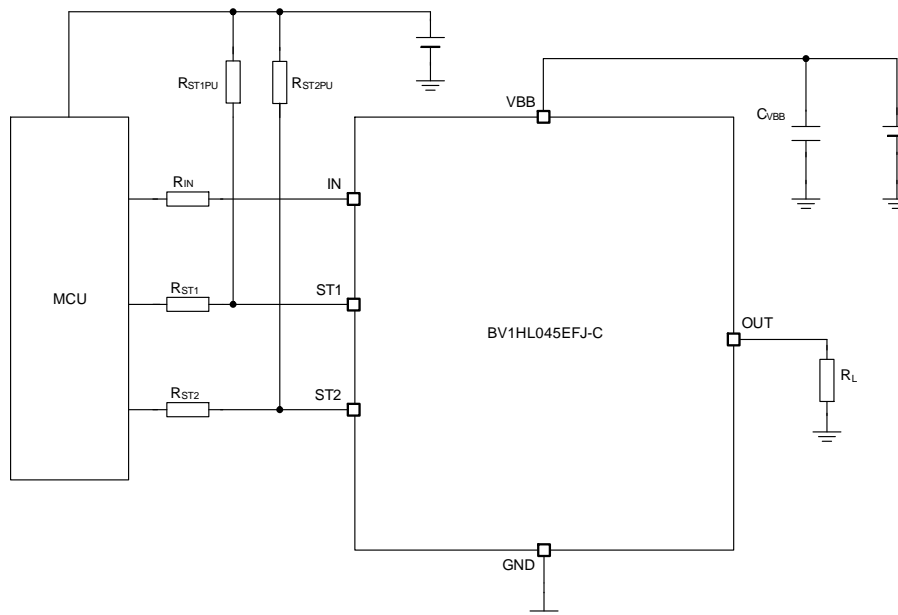 RST1PU
RST2PU
VBB
CVBB
RIN
IN
MCU
RST1
ST1
BV1HL045EFJ-C
OUT
RL
RST2
ST2
GND